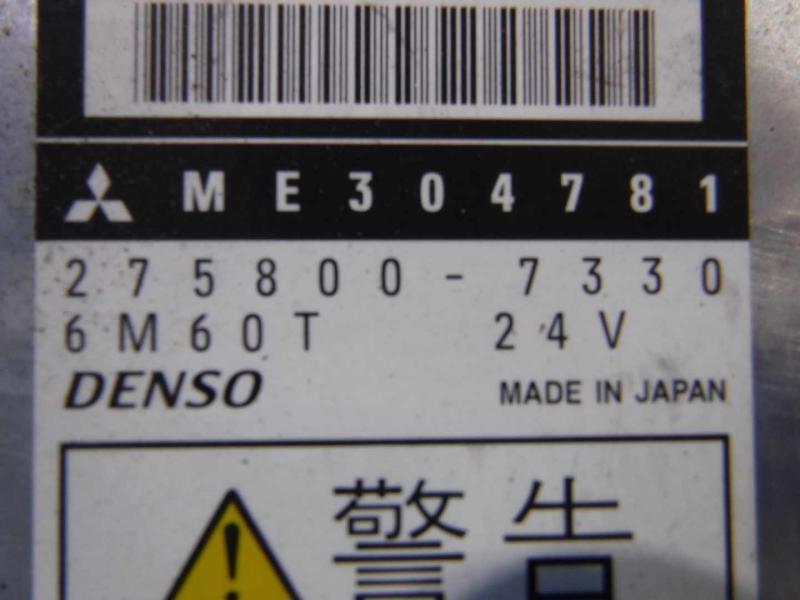 ME304781
275800-7330
6M60T 24V
DENSO MADE IN JAPAN
警告